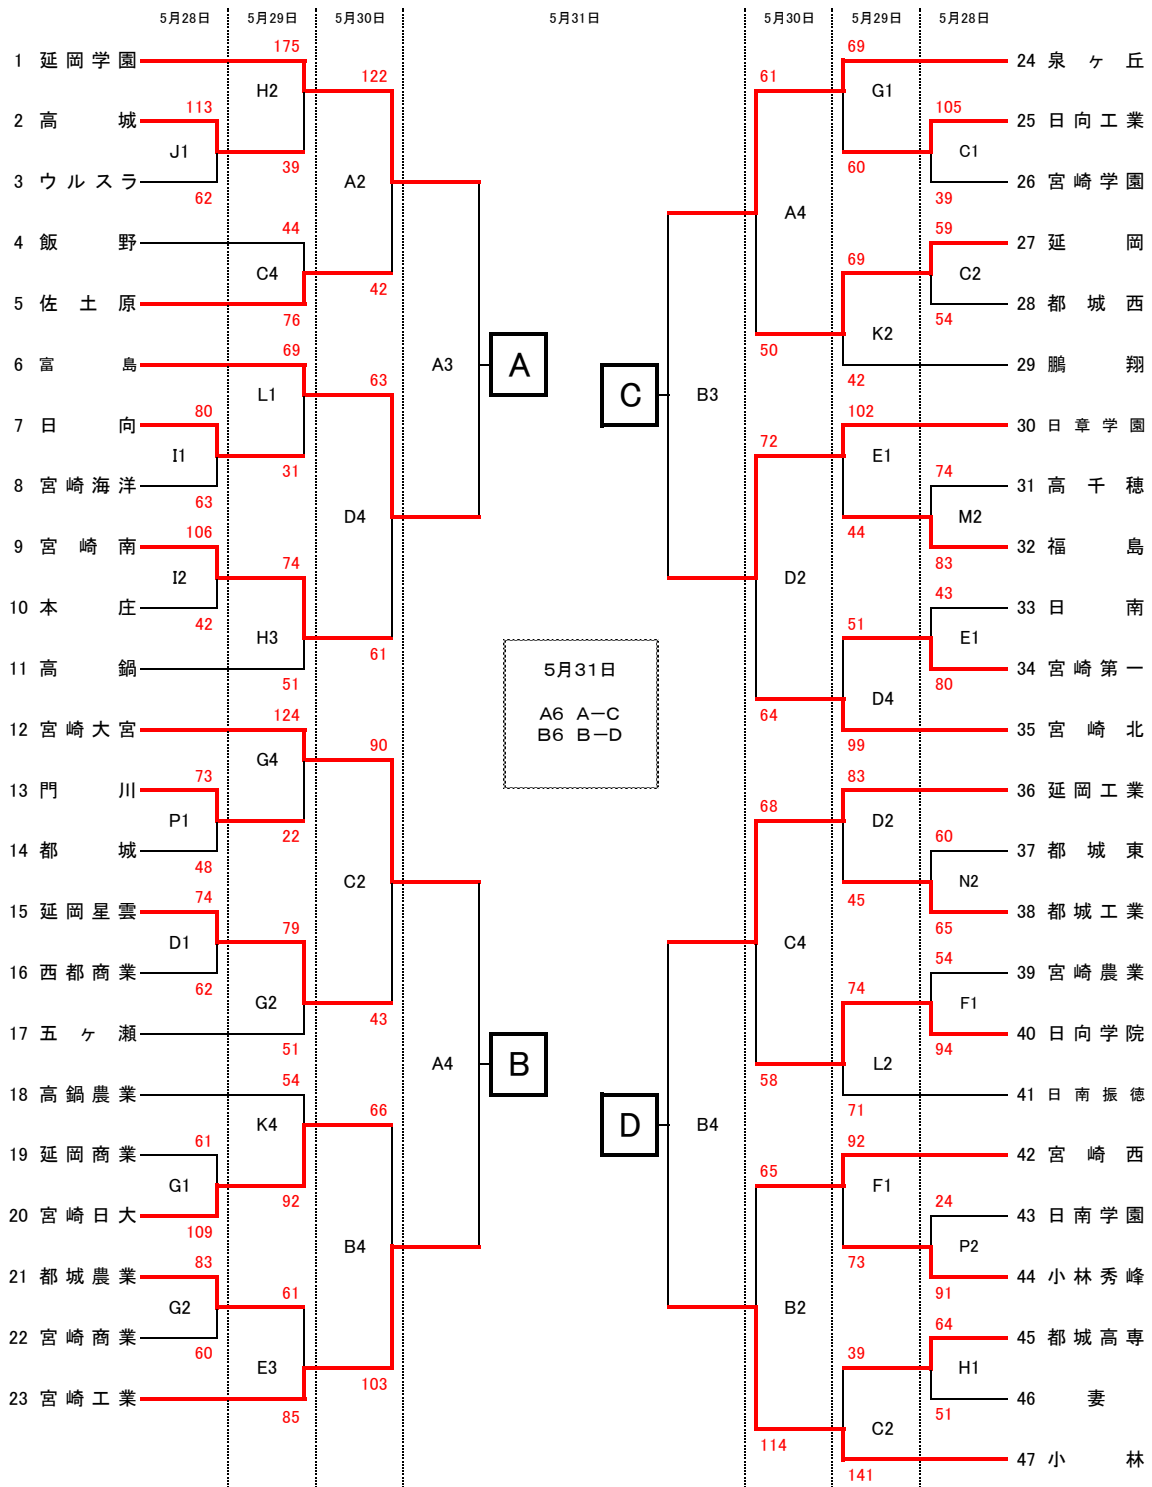 5月28日 5月29日 5月30日 5月31日 5月30日 5月29日 5月28日
175 69
1 延岡学園 24 泉ヶ丘
122 61
H2 G1
113 105
2 高城 25 日向工業
J1 C1
39 60
A2
3 ウルスラ 26 宮崎学園
62 39
A4
44 59
4 飯野 27 延岡
69
C4 C2
42
5 佐土原 28 都城西
76 54
K2
69 50
6 富島 A3 A 29 鵬翔
63 42
L1 C B3
80 102
7 日向 30 日章学園
72
I1 E1
31 74
8 宮崎海洋 31 高千穂
63
D4 M2
106 44
9 宮崎南 32 福島
74 83
I2 D2
43
10 本庄 33 日南
42 51
H3 E1
61
11 高鍋 5月31日 34 宮崎第一
51 80
D4
A6 A－C
124 64
12 宮崎大宮 B6 B－D 35 宮崎北
90 99
G4
73 83
13 門川 36 延岡工業
68
P1 D2
22 60
14 都城 37 都城東
48
C2 N2
74 45
15 延岡星雲 38 都城工業
79 65
D1 C4
54
16 西都商業 39 宮崎農業
62 74
G2 F1
43
17 五ヶ瀬 40 日向学院
51 94
A4 B L2
54 58
18 高鍋農業 41 日南振徳
66 71
K4 D B4
61 92
19 延岡商業 42 宮崎西
65
G1 F1
92 24
20 宮崎日大 43 日南学園
109
B4 P2
83 73
21 都城農業 44 小林秀峰
61 91
G2 B2
64
22 宮崎商業 45 都城高専
60 39
E3 H1
103
23 宮崎工業 46 妻
85 51
C2
114
47 小林
141